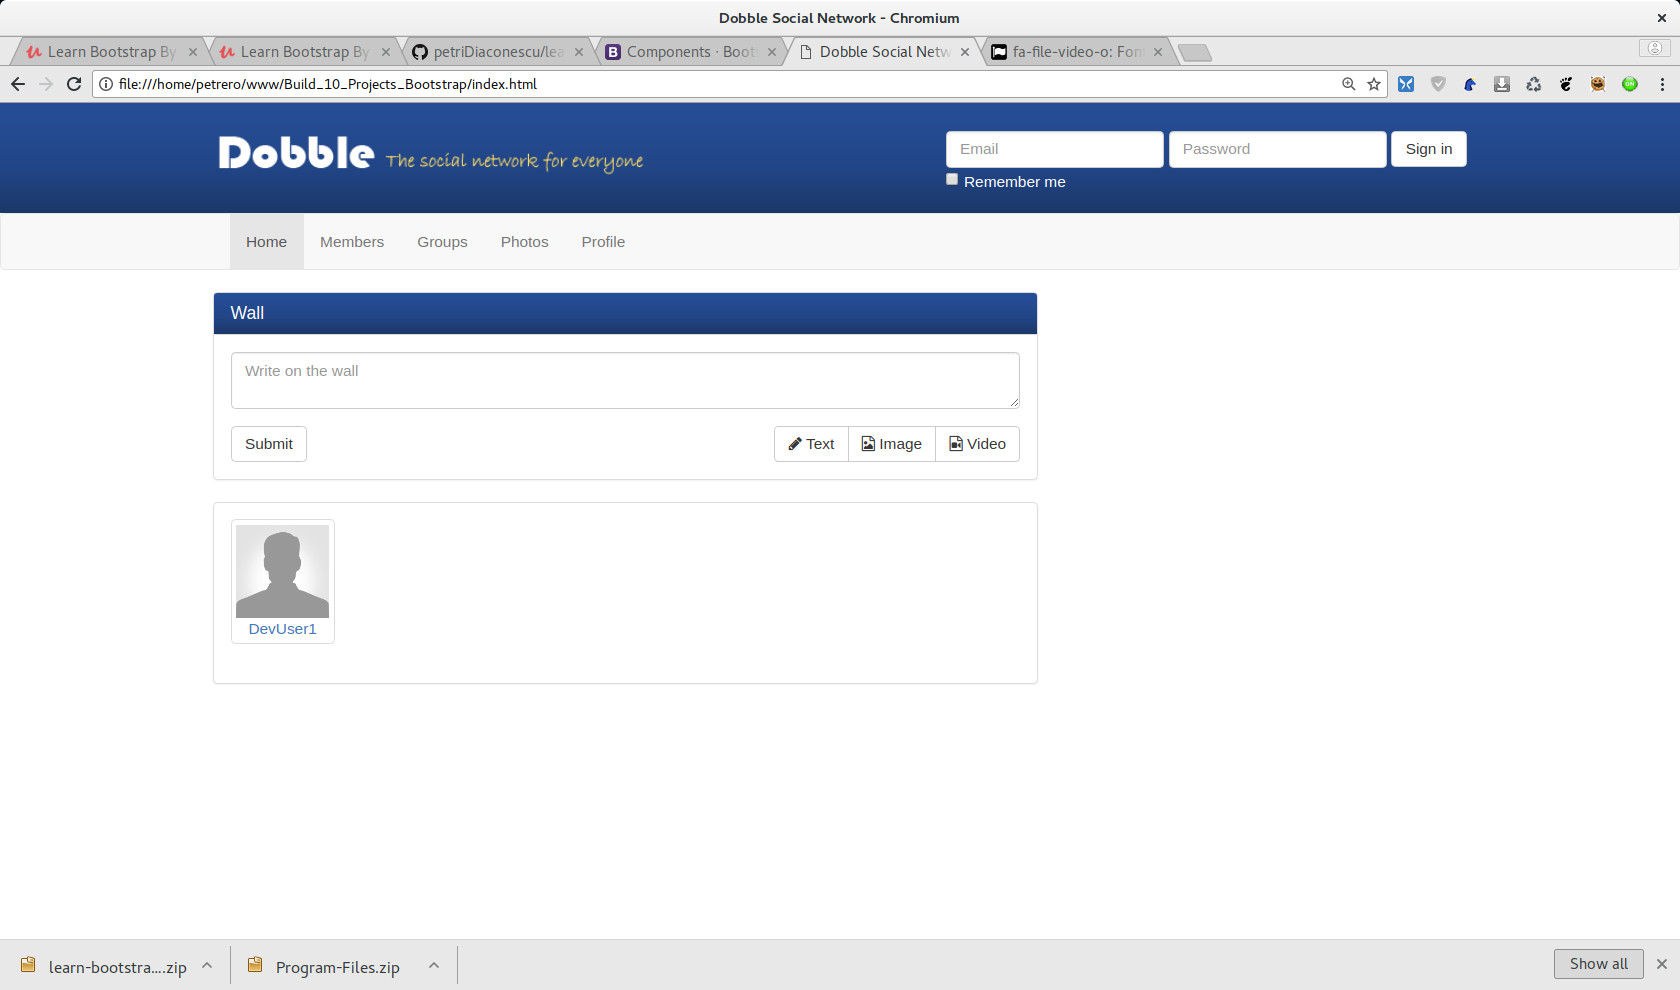 Dobble Social Network - Chromium
Learn Bootstrap By
Learn Bootstrap By
petriDiaconescu/lea
Components · Boots
Dobble Social Netw
fa-file-video-o: Fon
file:///home/petrero/www/Build_10_Projects_Bootstrap/index.html
Dobble The social network for everyone
Email
Password
Sign in
Remember me
Home
Members
Groups
Photos
Profile
Wall
Write on the wall
Submit
Text
Image
Video
DevUser1
learn-bootstra....zip
Program-Files.zip
Show all